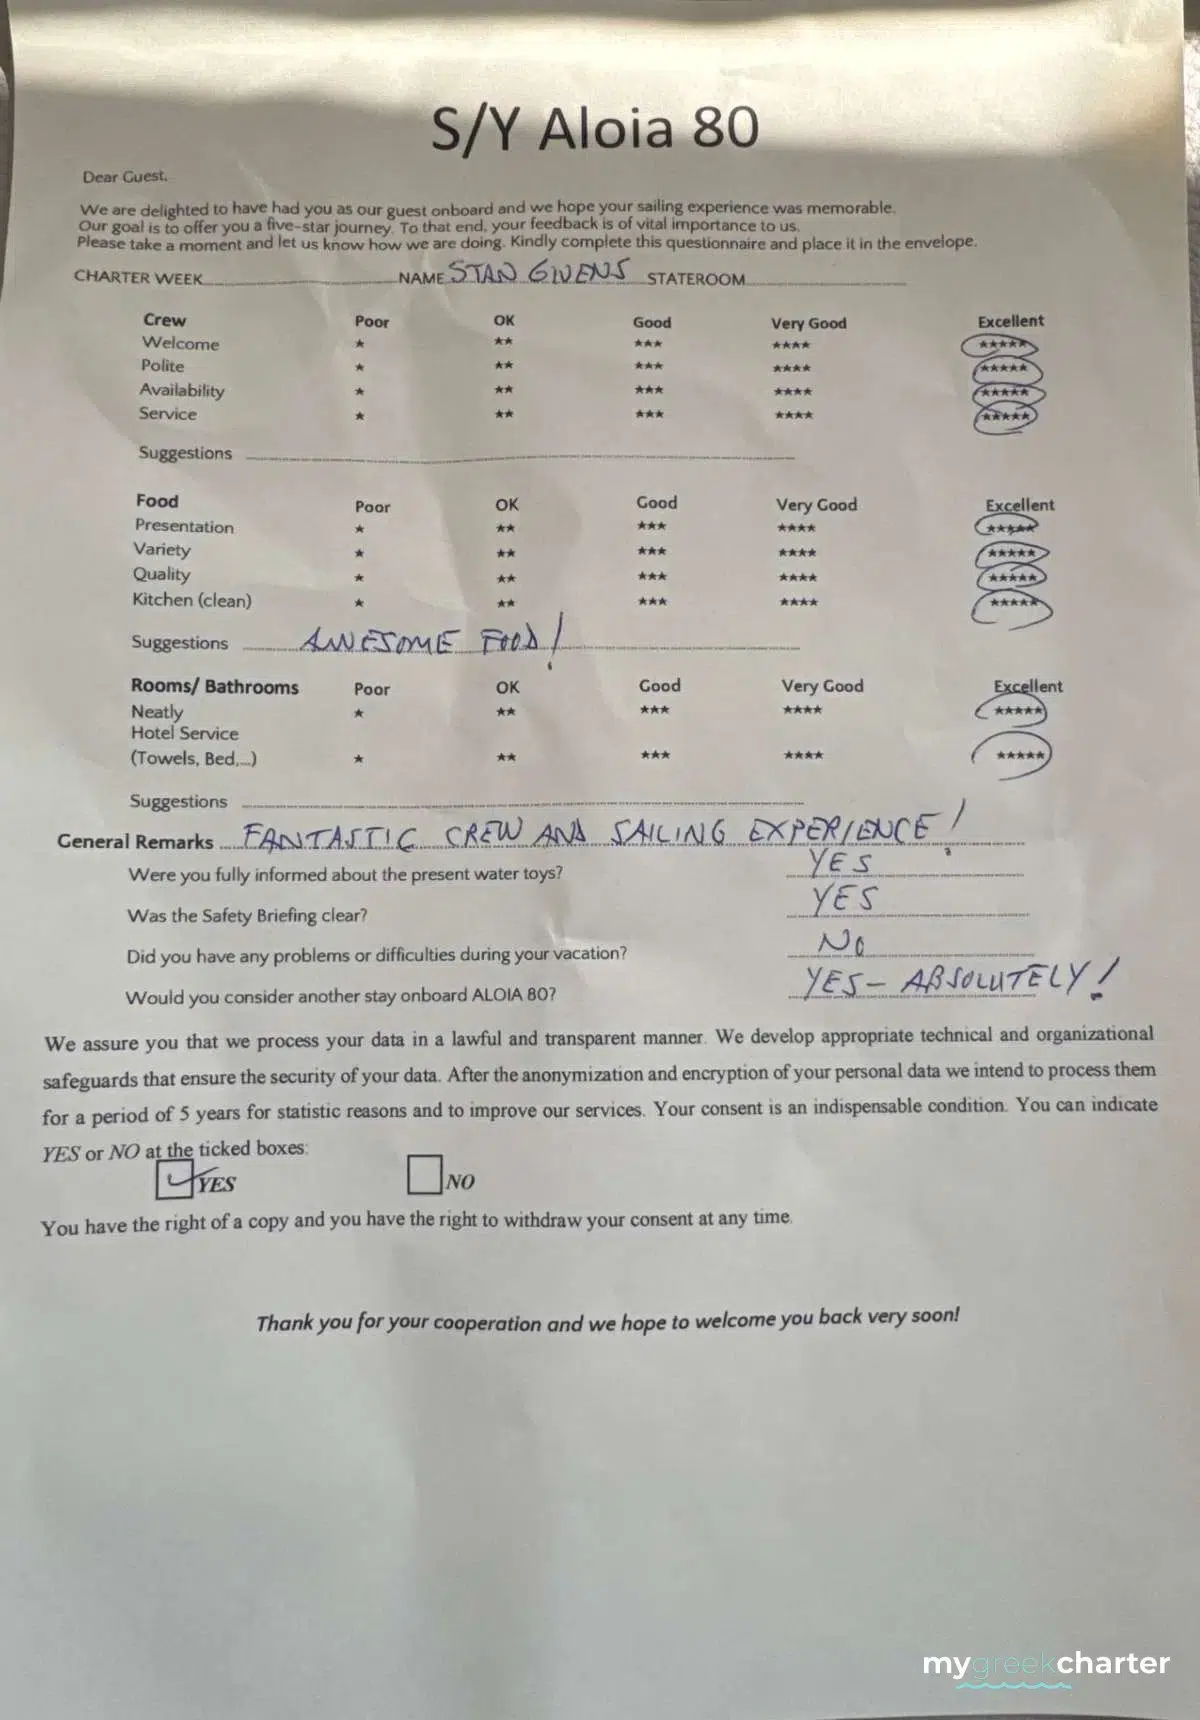 S/Y Aloia 80
Dear Guest,
We are delighted to have had you as our guest onboard and we hope your sailing experience was memorable.
Our goal is to offer you a five-star journey. To that end, your feedback is of vital importance to us.
Please take a moment and let us know how we are doing. Kindly complete this questionnaire and place it in the envelope.
CHARTER WEEK NAME STAN GIVENS STATEROOM
Crew Poor OK Good Very Good Excellent
Welcome ★ ★★ ★★★ ★★★★ ★★★★★
Polite ★ ★★ ★★★ ★★★★ ★★★★★
Availability ★ ★★ ★★★ ★★★★ ★★★★★
Service ★ ★★ ★★★ ★★★★ ★★★★★
Suggestions
Food Poor OK Good Very Good Excellent
Presentation ★ ★★ ★★★ ★★★★ ★★★★★
Variety ★ ★★ ★★★ ★★★★ ★★★★★
Quality ★ ★★ ★★★ ★★★★ ★★★★★
Kitchen (clean) ★ ★★ ★★★ ★★★★ ★★★★★
Suggestions AWESOME FOOD!
Rooms/ Bathrooms Poor OK Good Very Good Excellent
Neatly ★ ★★ ★★★ ★★★★ ★★★★★
Hotel Service
(Towels, Bed,...) ★ ★★ ★★★ ★★★★ ★★★★★
Suggestions
General Remarks FANTASTIC CREW AND SAILING EXPERIENCE!
Were you fully informed about the present water toys? YES
Was the Safety Briefing clear? YES
Did you have any problems or difficulties during your vacation? NO
Would you consider another stay onboard ALOIA 80? YES - ABSOLUTELY!
We assure you that we process your data in a lawful and transparent manner. We develop appropriate technical and organizational
safeguards that ensure the security of your data. After the anonymization and encryption of your personal data we intend to process them
for a period of 5 years for statistic reasons and to improve our services. Your consent is an indispensable condition. You can indicate
YES or NO at the ticked boxes:
YES NO
You have the right of a copy and you have the right to withdraw your consent at any time.
Thank you for your cooperation and we hope to welcome you back very soon!
mygreekcharter